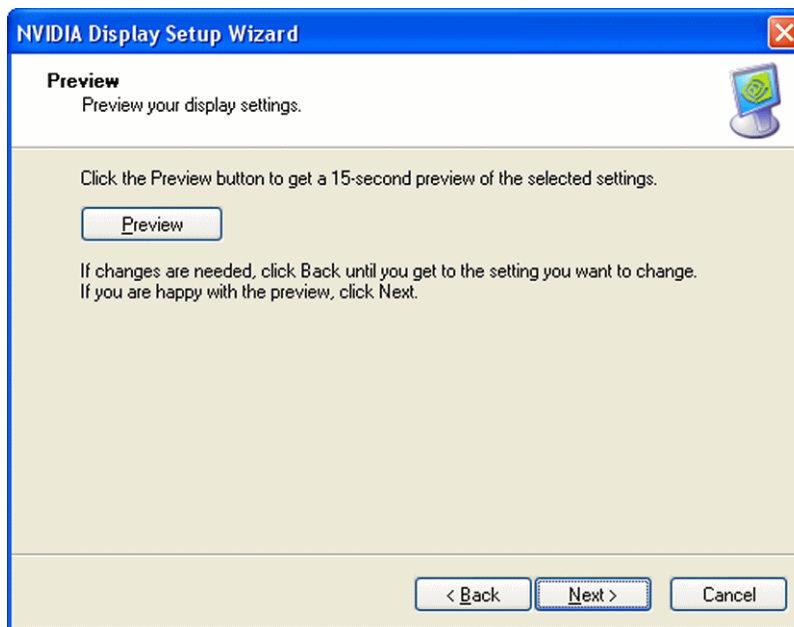 NVIDIA Display Setup Wizard
Preview
Preview your display settings.
Click the Preview button to get a 15-second preview of the selected settings.
Preview
If changes are needed, click Back until you get to the setting you want to change.
If you are happy with the preview, click Next.
< Back Next > Cancel